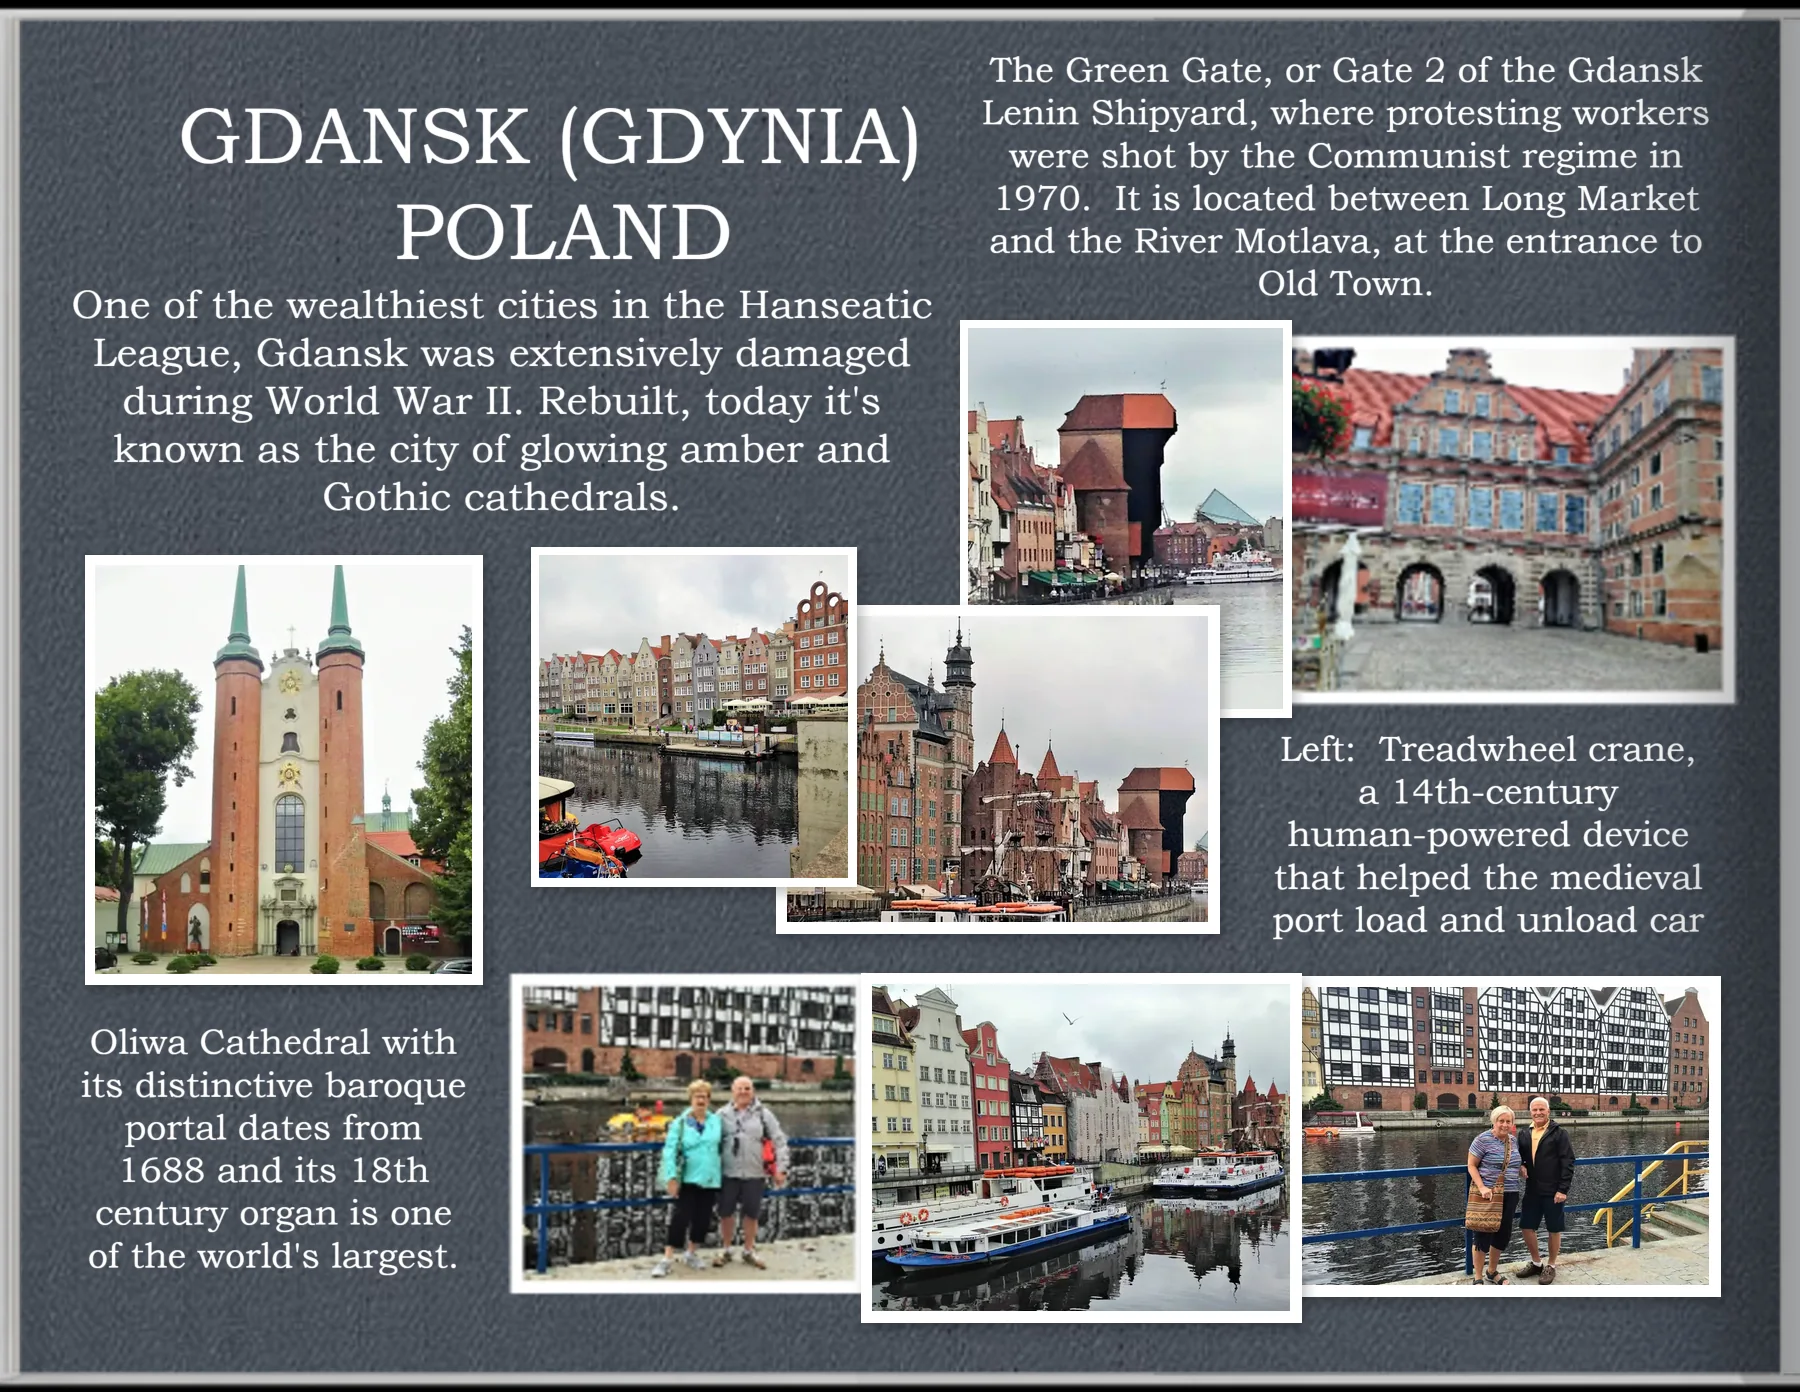 GDANSK (GDYNIA)
POLAND
One of the wealthiest cities in the Hanseatic
League, Gdansk was extensively damaged
during World War II. Rebuilt, today it's
known as the city of glowing amber and
Gothic cathedrals.
The Green Gate, or Gate 2 of the Gdansk
Lenin Shipyard, where protesting workers
were shot by the Communist regime in
1970.  It is located between Long Market
and the River Motlava, at the entrance to
Old Town.
Left:  Treadwheel crane,
a 14th-century
human-powered device
that helped the medieval
port load and unload car
Oliwa Cathedral with
its distinctive baroque
portal dates from
1688 and its 18th
century organ is one
of the world's largest.